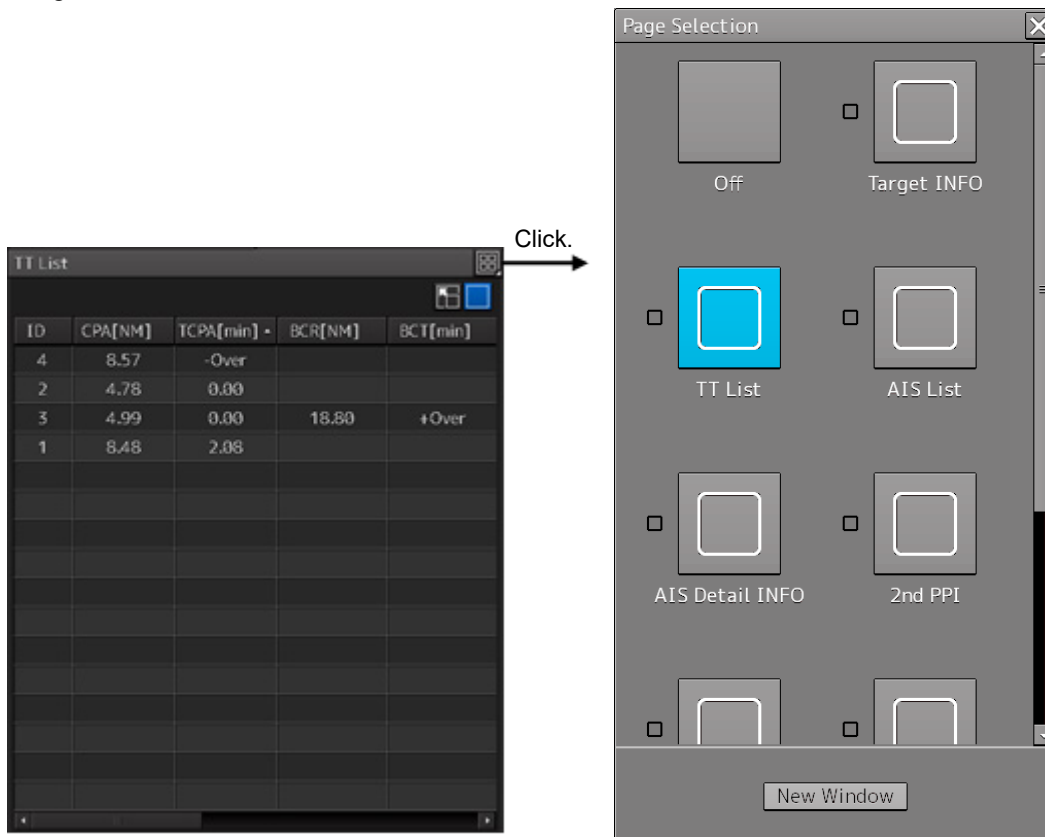 Page Selection
Off
Target INFO
Click.
TT List
ID CPA[NM] TCPA[min] BCR[NM] BCT[min]
4 8.57 -Over
2 4.78 0.00
3 4.99 0.00 18.80 +Over
1 8.48 2.08
TT List
AIS List
AIS Detail INFO
2nd PPI
New Window